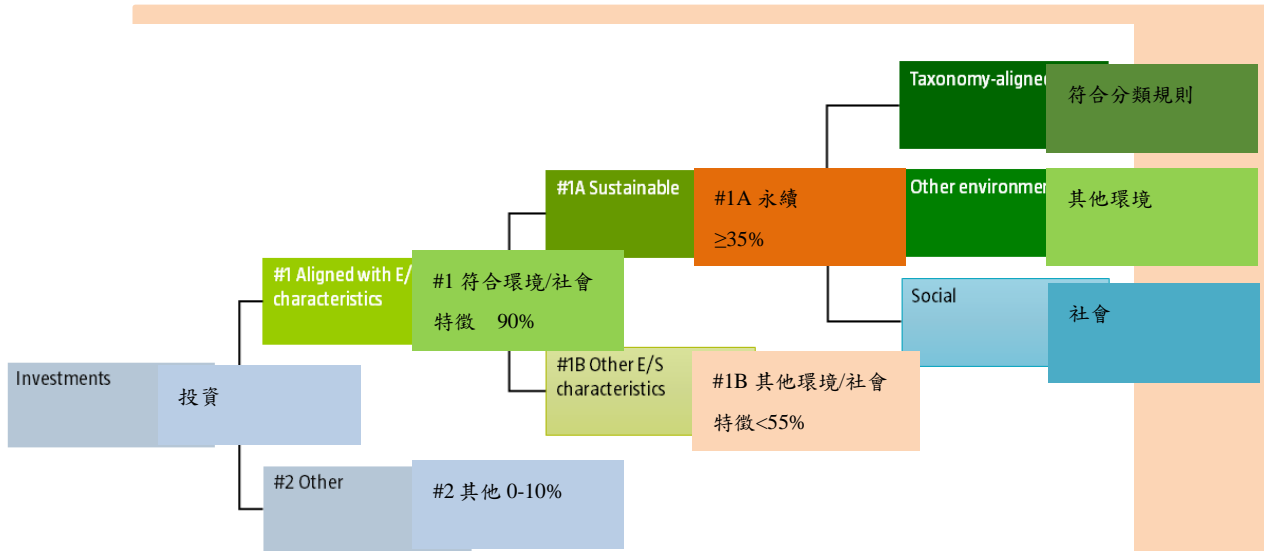 Taxonomy-aligned
符合分類規則
#1A Sustainable
#1A 永續
≥35%
Other environmen
其他環境
#1 Aligned with E/
characteristics
#1 符合環境/社會
特徵 90%
Social
社會
#1B Other E/S
characteristics
#1B 其他環境/社會
特徵<55%
Investments
投資
#2 Other
#2 其他 0-10%